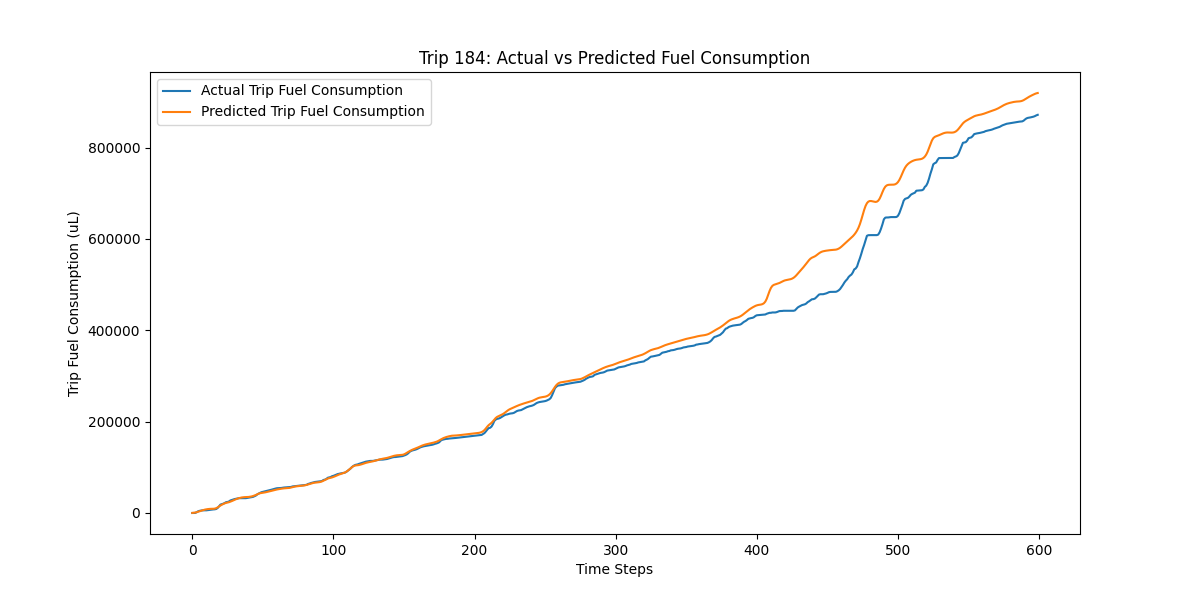 Trip 184: Actual vs Predicted Fuel Consumption
Actual Trip Fuel Consumption
Predicted Trip Fuel Consumption
Trip Fuel Consumption (uL)
800000
600000
400000
200000
0
0 100 200 300 400 500 600
Time Steps